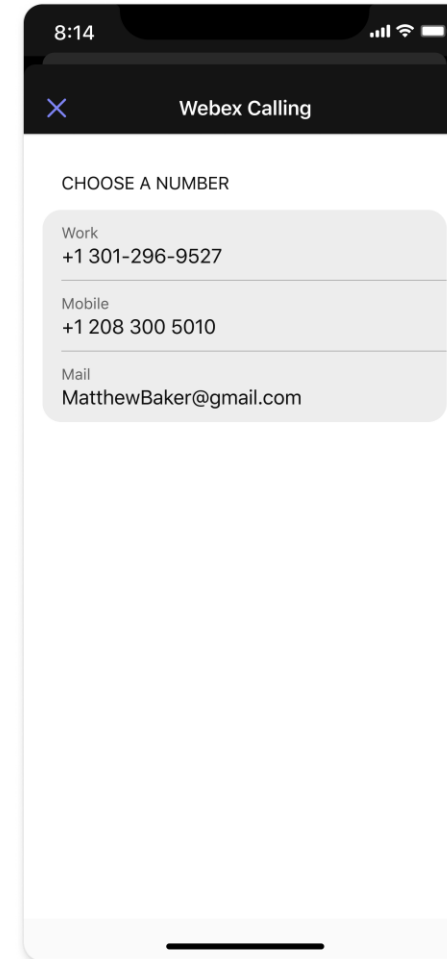 8:14
Webex Calling
CHOOSE A NUMBER
Work
+1 301-296-9527
Mobile
+1 208 300 5010
Mail
MatthewBaker@gmail.com